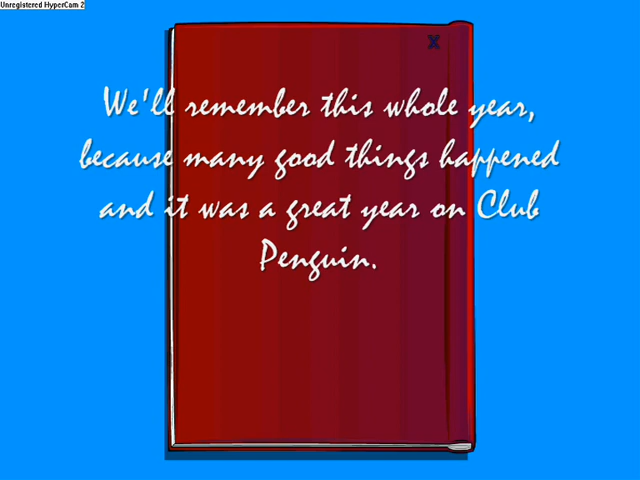 Unregistered HyperCam 2
X
We'll remember this whole year,
because many good things happened
and it was a great year on Club
Penguin.